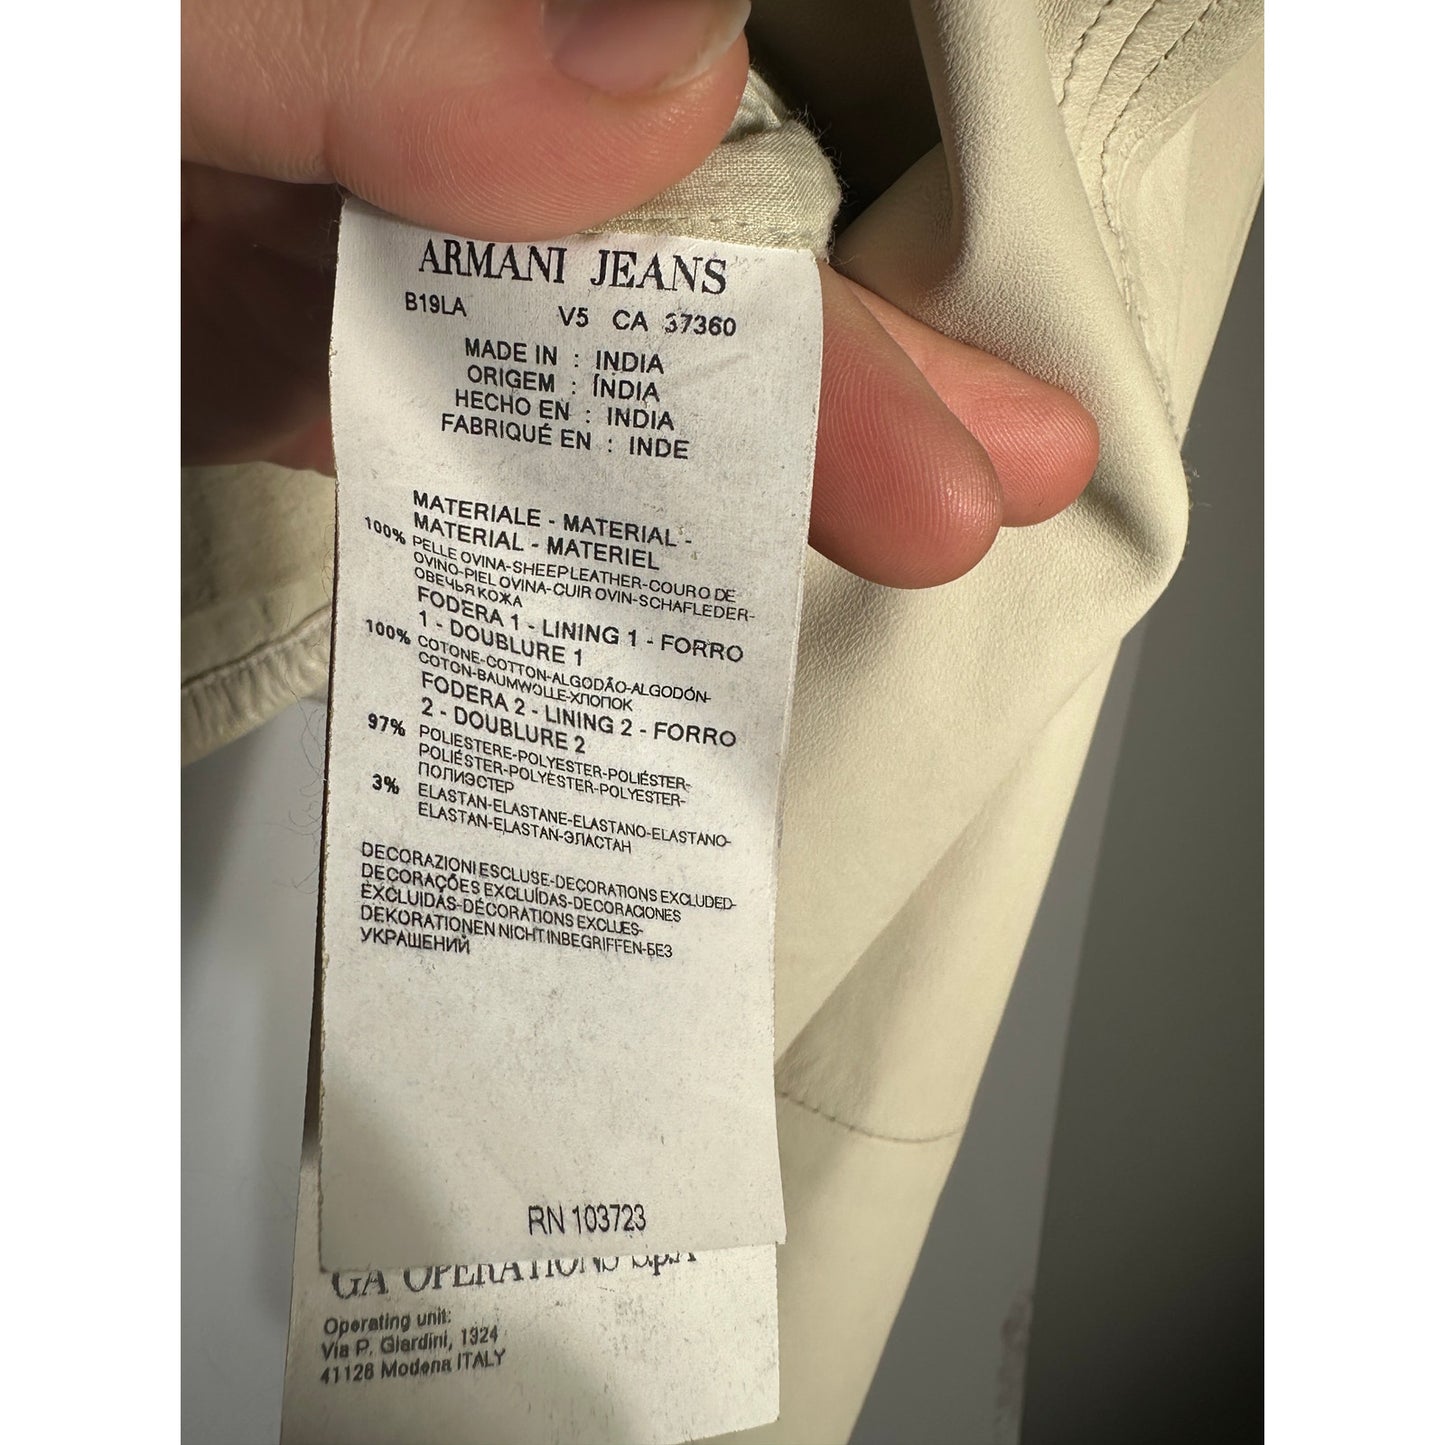 ARMANI JEANS
B19LA V5 CA 37360
MADE IN : INDIA
ORIGEM : ÍNDIA
HECHO EN : INDIA
FABRIQUÉ EN : INDE
MATERIALE - MATERIAL -
MATERIAL - MATERIEL
100% PELLE OVINA-SHEEPLEATHER-COURO DE
OVINO-PIEL OVINA-CUIR OVIN-SCHAFLEDER-
ОВЕЧЬЯ КОЖА
FODERA 1 - LINING 1 - FORRO
1 - DOUBLURE 1
100% COTONE-COTTON-ALGODÃO-ALGODÓN-
COTON-BAUMWOLLE-ХЛОПОК
FODERA 2 - LINING 2 - FORRO
2 - DOUBLURE 2
97% POLIESTERE-POLYESTER-POLIÉSTER-
POLIÉSTER-POLYESTER-POLYESTER-
ПОЛИЭСТЕР
3% ELASTAN-ELASTANE-ELASTANO-ELASTANO-
ELASTAN-ELASTAN-ЭЛАСТАН
DECORAZIONI ESCLUSE-DECORATIONS EXCLUDED-
DECORAÇÕES EXCLUÍDAS-DECORACIONES
EXCLUIDAS-DÉCORATIONS EXCLUES-
DEKORATIONEN NICHT INBEGRIFFEN-БЕЗ
УКРАШЕНИЙ
RN 103723
GA OPERATIONS S.p.A
Operating unit:
Via P. Giardini, 1324
41126 Modena ITALY